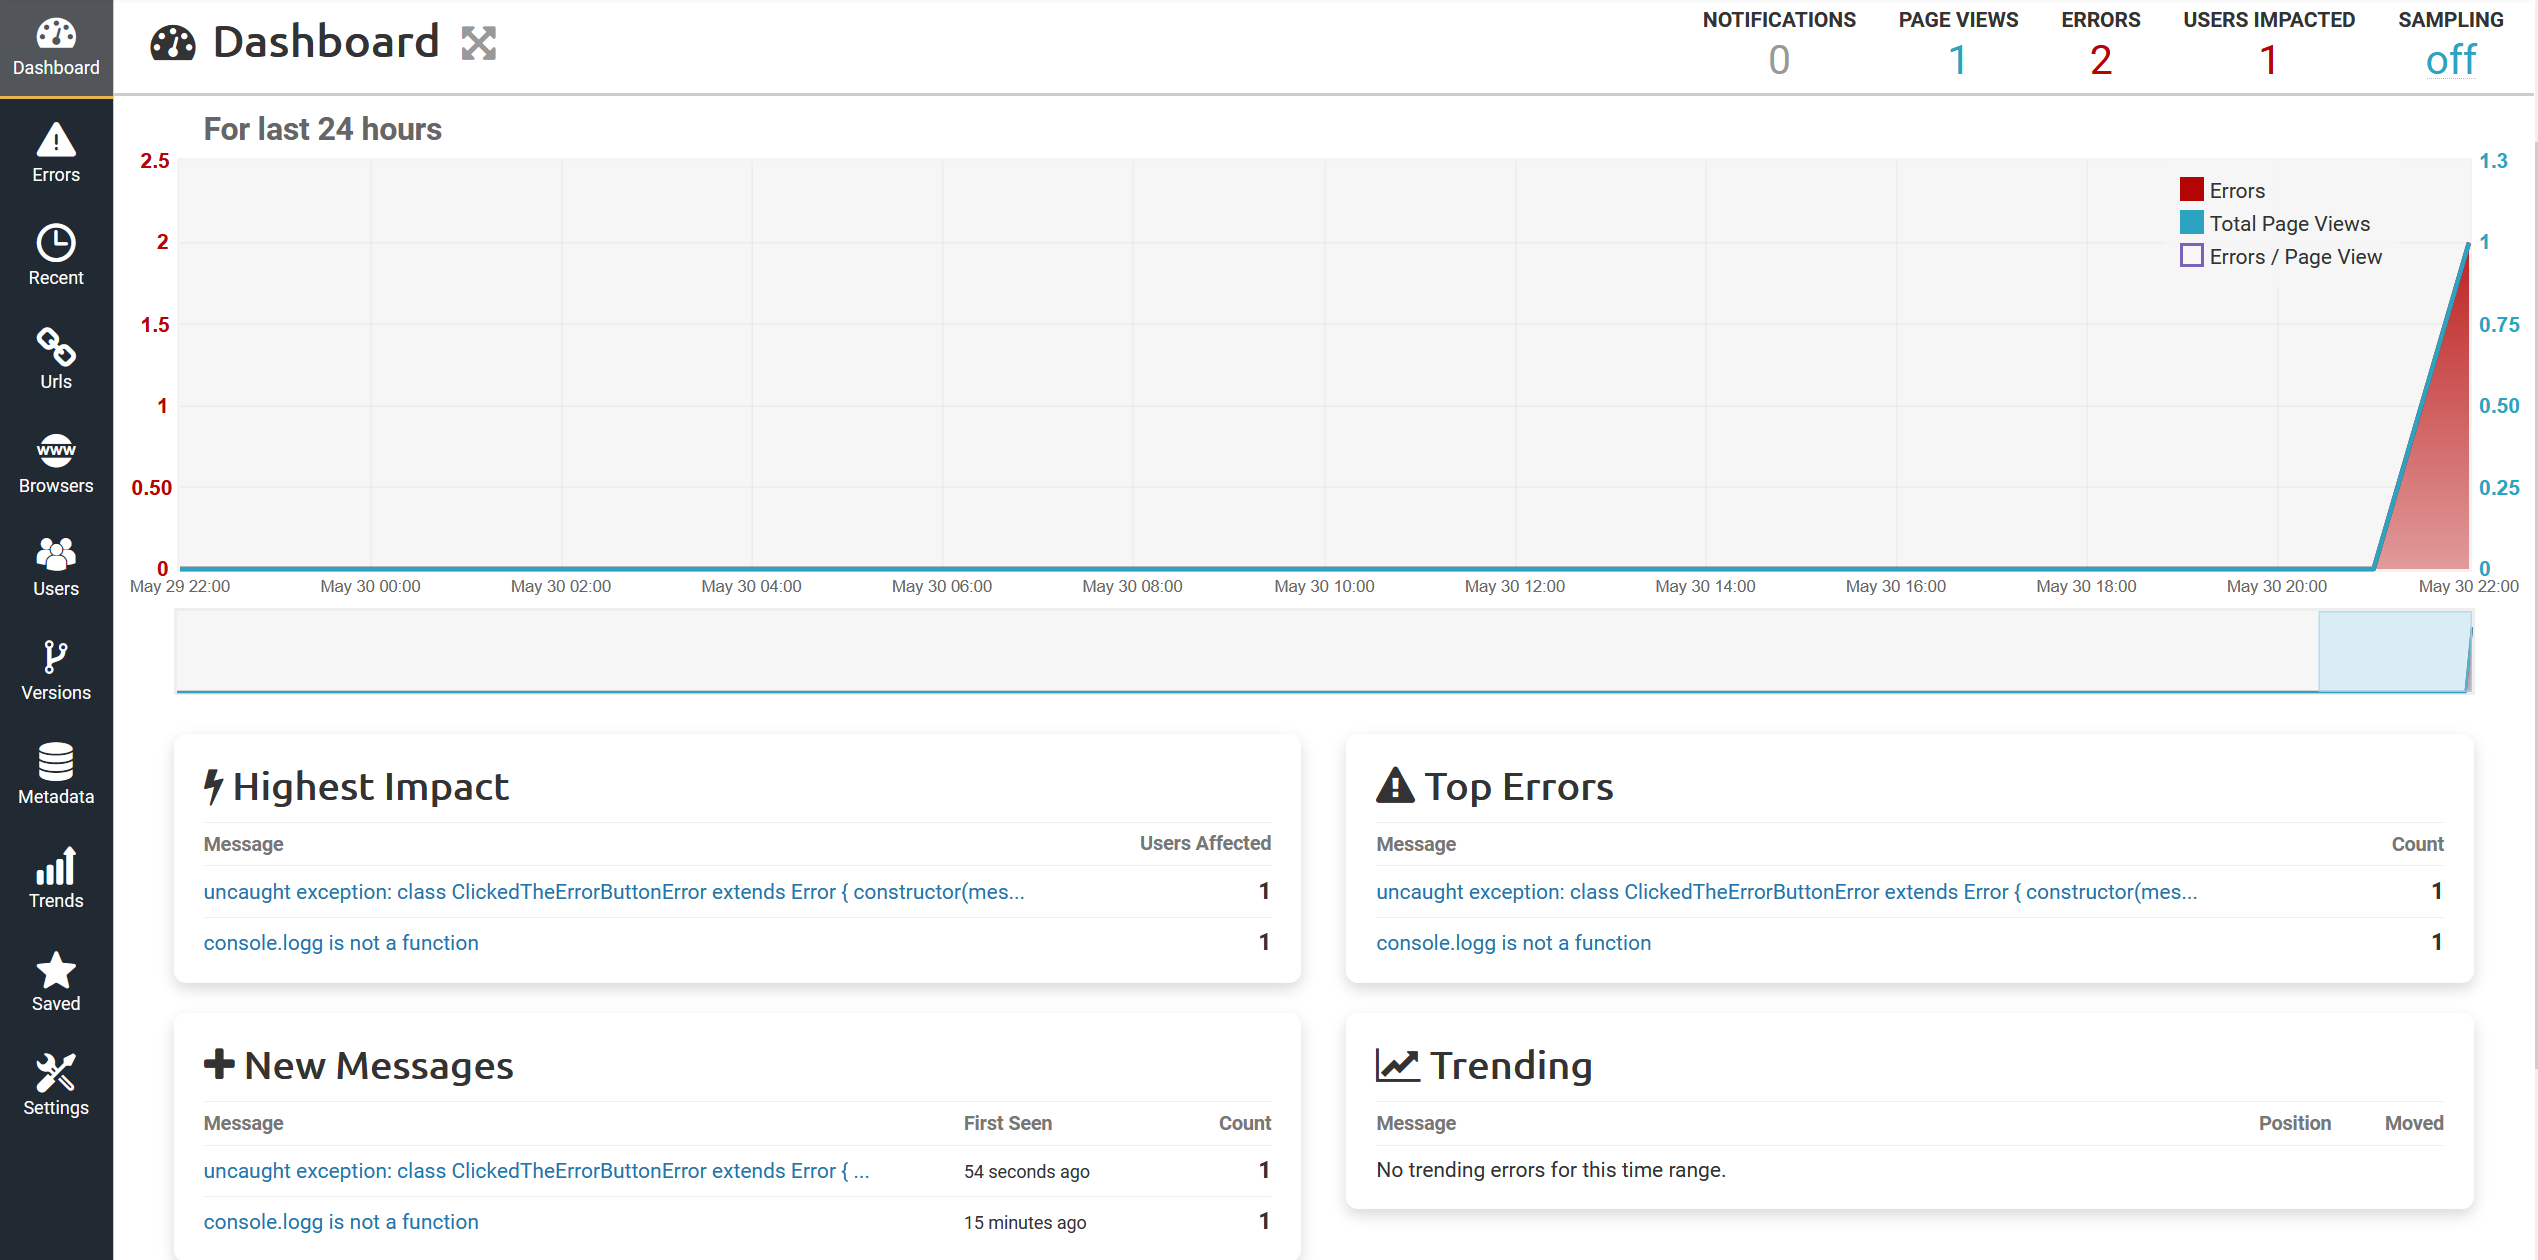 Dashboard
Errors
Recent
Urls
www
Browsers
Users
Versions
Metadata
Trends
Saved
Settings
Dashboard
NOTIFICATIONS PAGE VIEWS ERRORS USERS IMPACTED SAMPLING
0 1 2 1 off
For last 24 hours
2.5 1.3
2 1
1.5 0.75
1 0.50
0.50 0.25
0 0
Errors
Total Page Views
Errors / Page View
May 29 22:00 May 30 00:00 May 30 02:00 May 30 04:00 May 30 06:00 May 30 08:00 May 30 10:00 May 30 12:00 May 30 14:00 May 30 16:00 May 30 18:00 May 30 20:00 May 30 22:00
Highest Impact
Message Users Affected
uncaught exception: class ClickedTheErrorButtonError extends Error { constructor(mes... 1
console.logg is not a function 1
Top Errors
Message Count
uncaught exception: class ClickedTheErrorButtonError extends Error { constructor(mes... 1
console.logg is not a function 1
New Messages
Message First Seen Count
uncaught exception: class ClickedTheErrorButtonError extends Error { ... 54 seconds ago 1
console.logg is not a function 15 minutes ago 1
Trending
Message Position Moved
No trending errors for this time range.